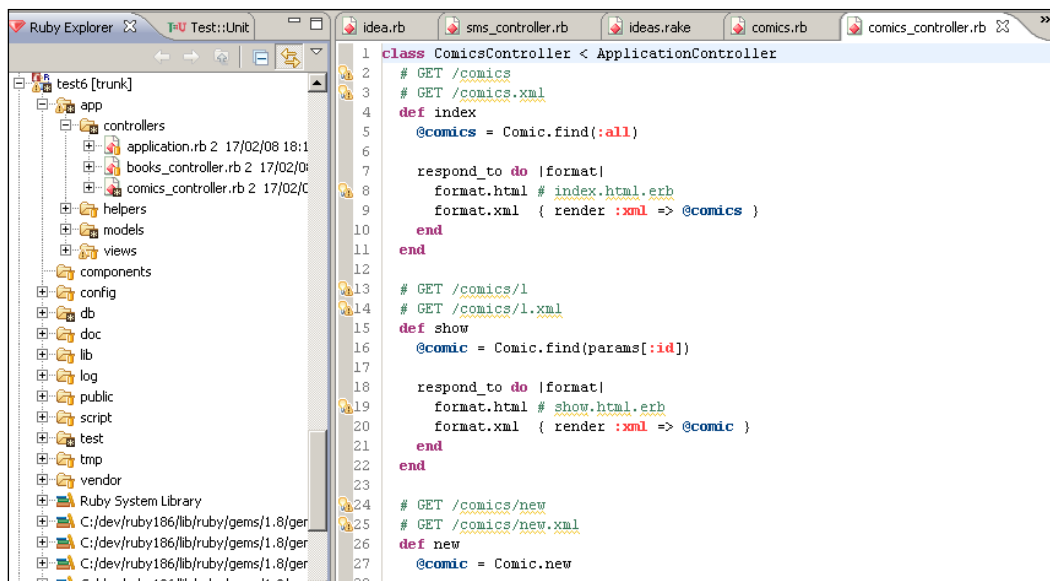 Ruby Explorer Test::Unit
test6 [trunk]
app
controllers
application.rb 2 17/02/08 18:1
books_controller.rb 2 17/02/0
comics_controller.rb 2 17/02/0
helpers
models
views
components
config
db
doc
lib
log
public
script
test
tmp
vendor
Ruby System Library
C:/dev/ruby186/lib/ruby/gems/1.8/ger
C:/dev/ruby186/lib/ruby/gems/1.8/ger
C:/dev/ruby186/lib/ruby/gems/1.8/ger
idea.rb sms_controller.rb ideas.rake comics.rb comics_controller.rb
1 class ComicsController < ApplicationController
2 # GET /comics
3 # GET /comics.xml
4 def index
5 @comics = Comic.find(:all)
6
7 respond_to do |format|
8 format.html # index.html.erb
9 format.xml { render :xml => @comics }
10 end
11 end
12
13 # GET /comics/1
14 # GET /comics/1.xml
15 def show
16 @comic = Comic.find(params[:id])
17
18 respond_to do |format|
19 format.html # show.html.erb
20 format.xml { render :xml => @comic }
21 end
22 end
23
24 # GET /comics/new
25 # GET /comics/new.xml
26 def new
27 @comic = Comic.new